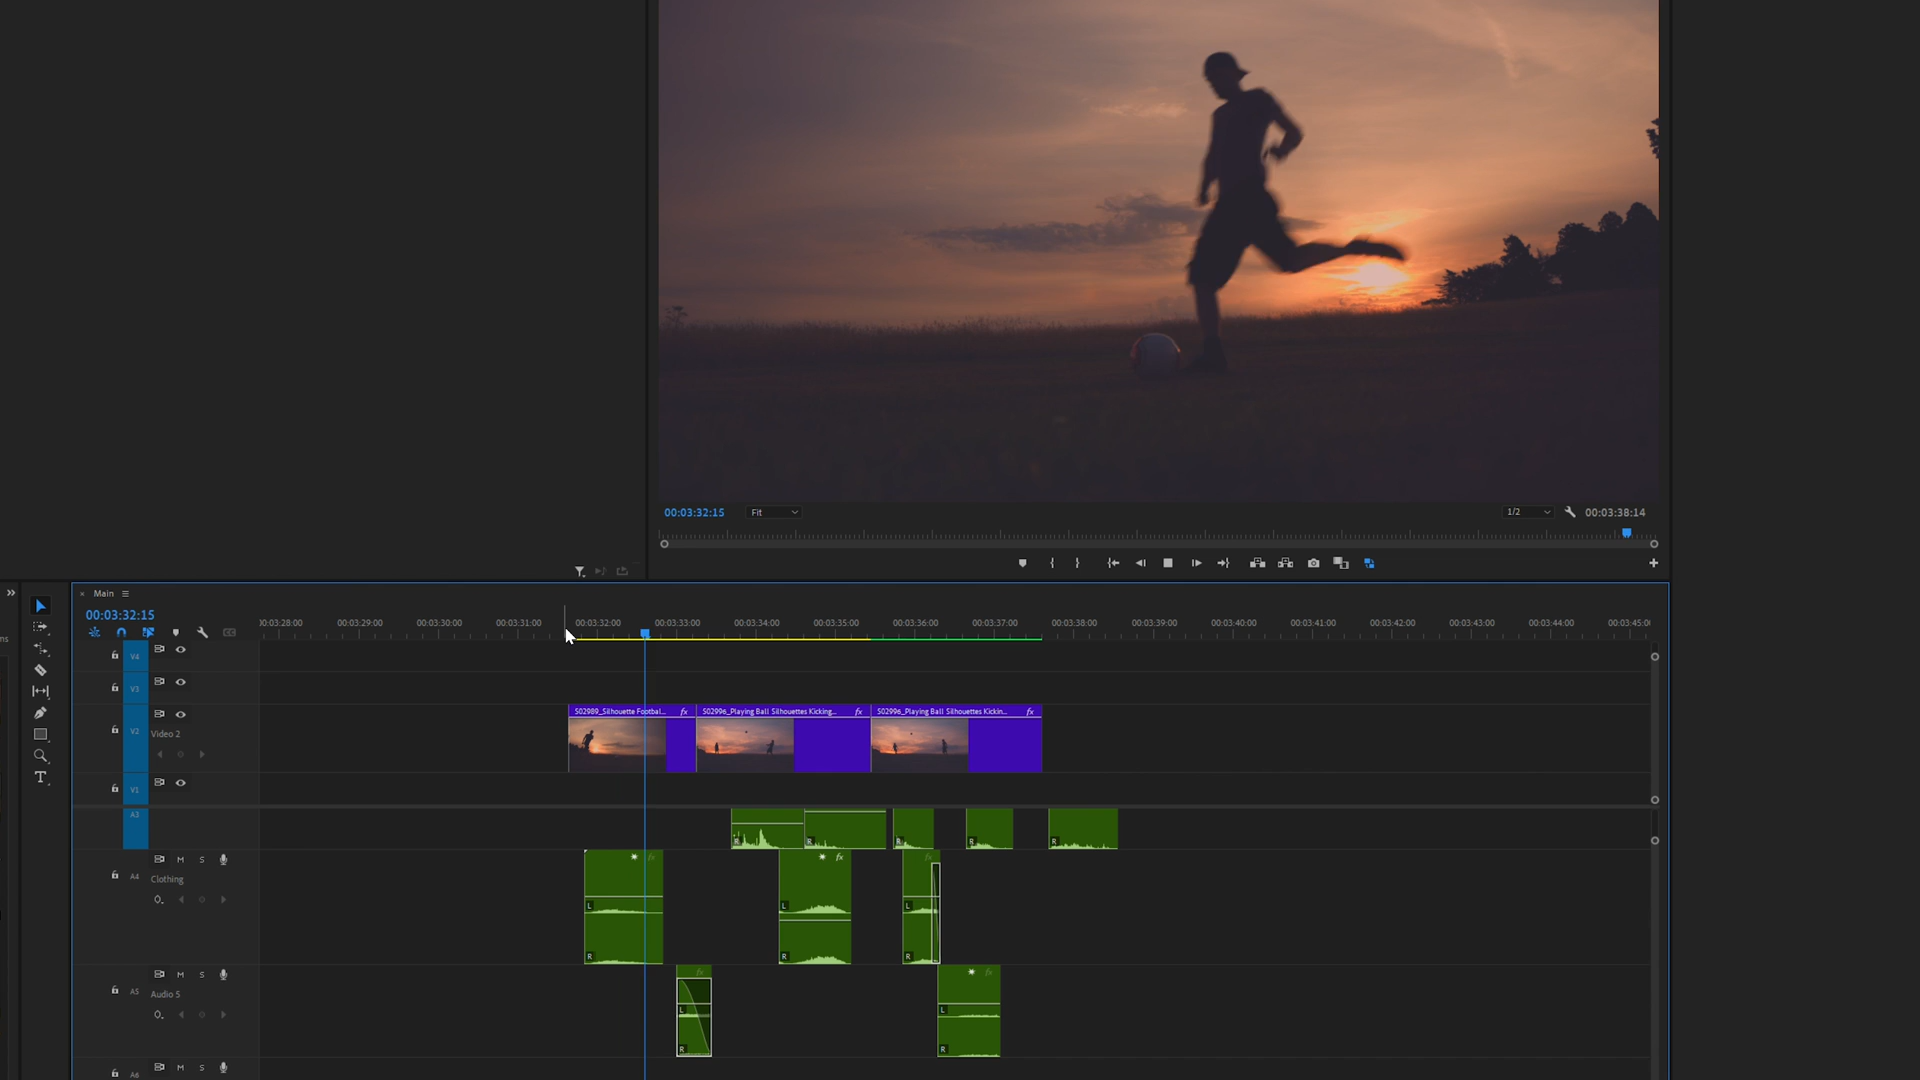 00:03:32:15 Fit 1/2 00:03:38:14
Main
00:03:32:15
00:03:28:00 00:03:29:00 00:03:30:00 00:03:31:00 00:03:32:00 00:03:33:00 00:03:34:00 00:03:35:00 00:03:36:00 00:03:37:00 00:03:38:00 00:03:39:00 00:03:40:00 00:03:41:00 00:03:42:00 00:03:43:00 00:03:44:00 00:03:45:0
V4
V3
S02989_Silhouette Footbal... fx S02996_Playing Ball Silhouettes Kicking... fx S02996_Playing Ball Silhouettes Kickin... fx
V2 Video 2
V1
A3
R R R R R
M S fx fx fx
A4 Clothing
L L L
R R R
M S fx fx
A5 Audio 5
L L
R R
M S
A6